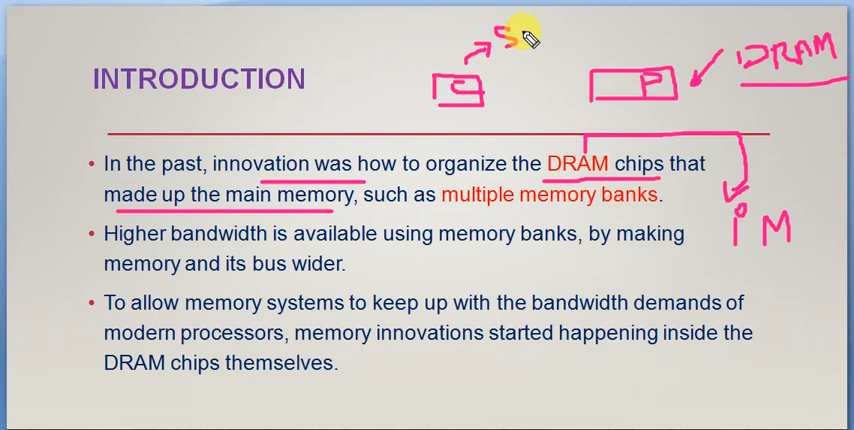 S
DRAM
C
P
INTRODUCTION
• In the past, innovation was how to organize the DRAM chips that
made up the main memory, such as multiple memory banks.
i M
• Higher bandwidth is available using memory banks, by making
memory and its bus wider.
• To allow memory systems to keep up with the bandwidth demands of
modern processors, memory innovations started happening inside the
DRAM chips themselves.